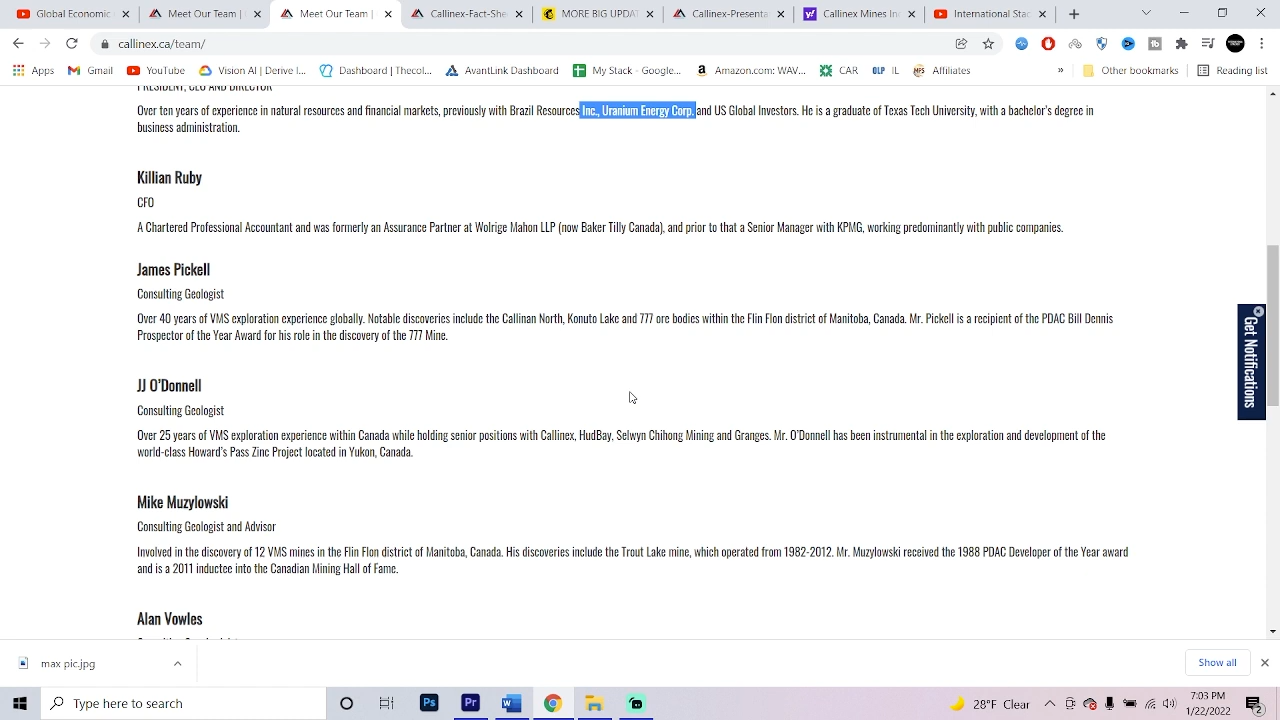 Global Economic
Meet Our Team |
Meet Our Team |
Callinex-Fact-She
MORE BIG UPDAT
Callinex-Presenta
Callinex Mines In
International Stac
callinex.ca/team/
Apps
Gmail
YouTube
Vision AI | Derive I...
Dashboard | Thecol...
AvantLink Dashboard
My Stack - Google...
Amazon.com: WAV...
CAR
IL
Affiliates
»
Other bookmarks
Reading list
PRESIDENT, CEO AND DIRECTOR
Over ten years of experience in natural resources and financial markets, previously with Brazil Resources Inc., Uranium Energy Corp. and US Global Investors. He is a graduate of Texas Tech University, with a bachelor's degree in
business administration.
Killian Ruby
CFO
A Chartered Professional Accountant and was formerly an Assurance Partner at Wolrige Mahon LLP (now Baker Tilly Canada), and prior to that a Senior Manager with KPMG, working predominantly with public companies.
James Pickell
Consulting Geologist
Over 40 years of VMS exploration experience globally. Notable discoveries include the Callinan North, Konuto Lake and 777 ore bodies within the Flin Flon district of Manitoba, Canada. Mr. Pickell is a recipient of the PDAC Bill Dennis
Prospector of the Year Award for his role in the discovery of the 777 Mine.
Get Notifications
JJ O'Donnell
Consulting Geologist
Over 25 years of VMS exploration experience within Canada while holding senior positions with Callinex, HudBay, Selwyn Chihong Mining and Granges. Mr. O'Donnell has been instrumental in the exploration and development of the
world-class Howard's Pass Zinc Project located in Yukon, Canada.
Mike Muzylowski
Consulting Geologist and Advisor
Involved in the discovery of 12 VMS mines in the Flin Flon district of Manitoba, Canada. His discoveries include the Trout Lake mine, which operated from 1982-2012. Mr. Muzylowski received the 1988 PDAC Developer of the Year award
and is a 2011 inductee into the Canadian Mining Hall of Fame.
Alan Vowles
max pic.jpg
Show all
Type here to search
Ps
Pr
28°F Clear
7:03 PM
1/22/2022
2